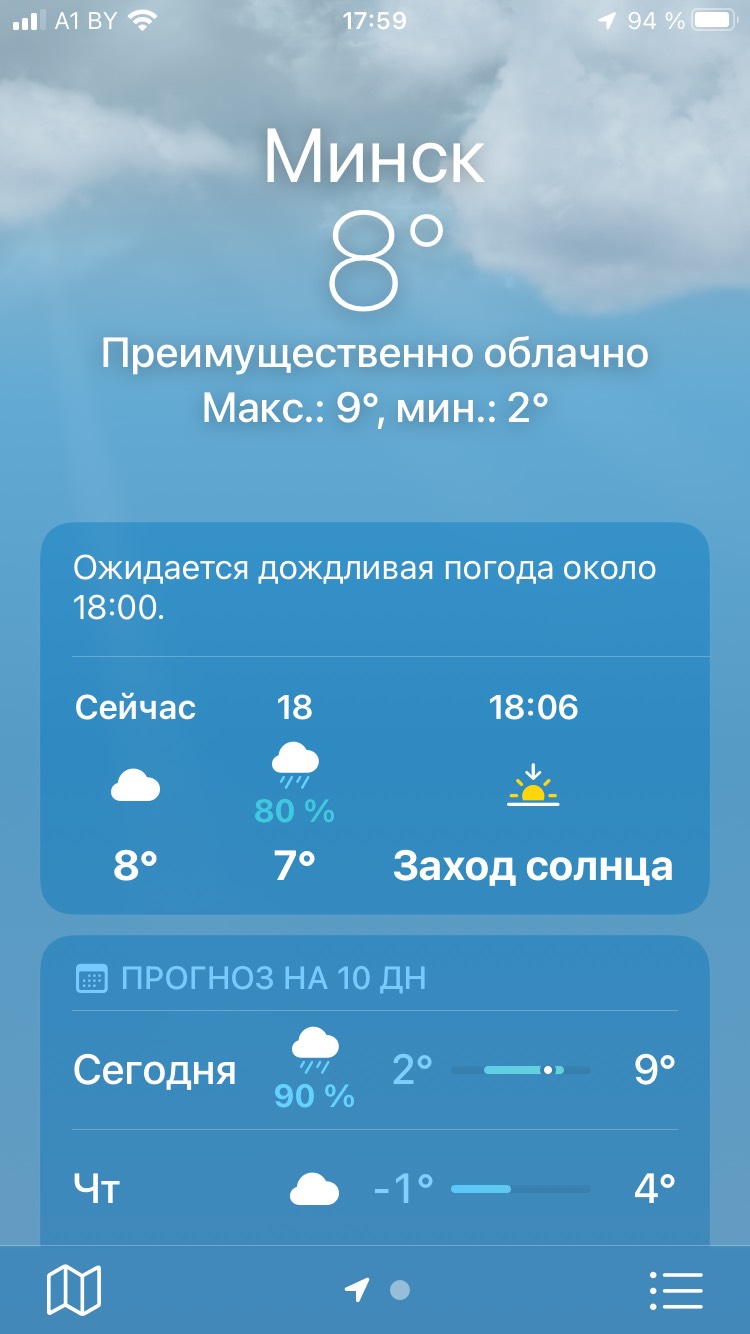 A1 BY 17:59 94 %
Минск
8°
Преимущественно облачно
Макс.: 9°, мин.: 2°
Ожидается дождливая погода около
18:00.
Сейчас 18 18:06
80 %
8° 7° Заход солнца
ПРОГНОЗ НА 10 ДН
Сегодня 2° 9°
90 %
Чт -1° 4°